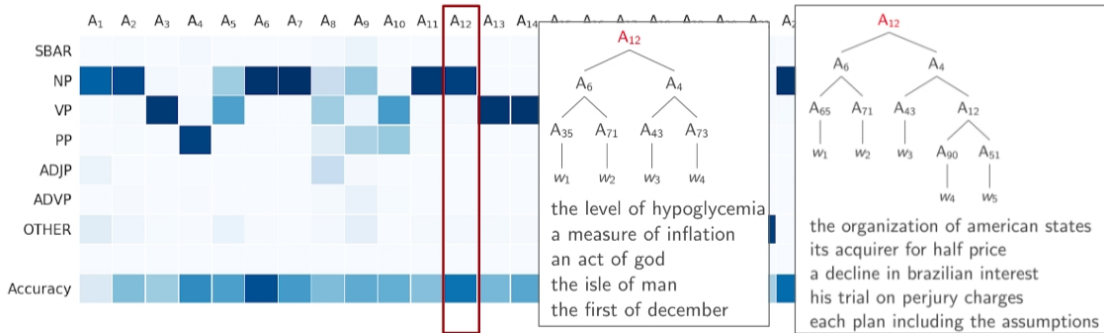 A1 A2 A3 A4 A5 A6 A7 A8 A9 A10 A11 A12 A13 A14
SBAR
NP
VP
PP
ADJP
ADVP
OTHER
Accuracy
A12
A6 A4
A35 A71 A43 A73
w1 w2 w3 w4
the level of hypoglycemia
a measure of inflation
an act of god
the isle of man
the first of december
A12
A6 A4
A65 A71 A43 A12
w1 w2 w3 A90 A51
w4 w5
the organization of american states
its acquirer for half price
a decline in brazilian interest
his trial on perjury charges
each plan including the assumptions